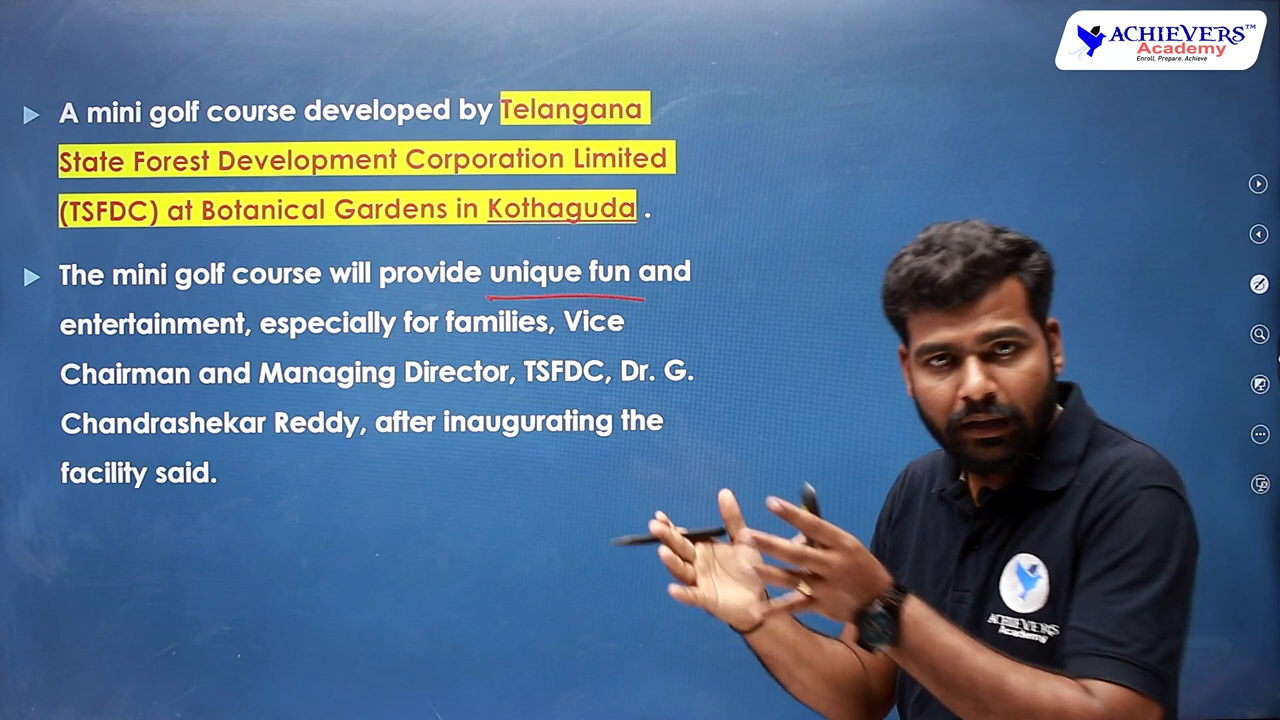 ACHIEVERS™
Academy
Enroll. Prepare. Achieve
A mini golf course developed by Telangana
State Forest Development Corporation Limited
(TSFDC) at Botanical Gardens in Kothaguda .
The mini golf course will provide unique fun and
entertainment, especially for families, Vice
Chairman and Managing Director, TSFDC, Dr. G.
Chandrashekar Reddy, after inaugurating the
facility said.
ACHIEVERS
Academy